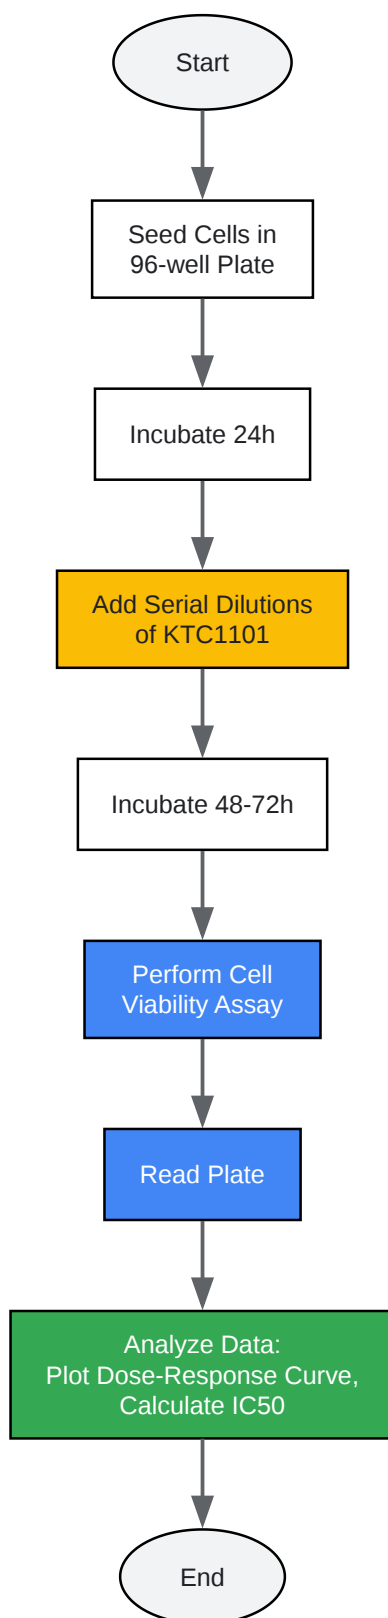 Start
Seed Cells in
96-well Plate
Incubate 24h
Add Serial Dilutions
of KTC1101
Incubate 48-72h
Perform Cell
Viability Assay
Read Plate
Analyze Data:
Plot Dose-Response Curve,
Calculate IC50
End